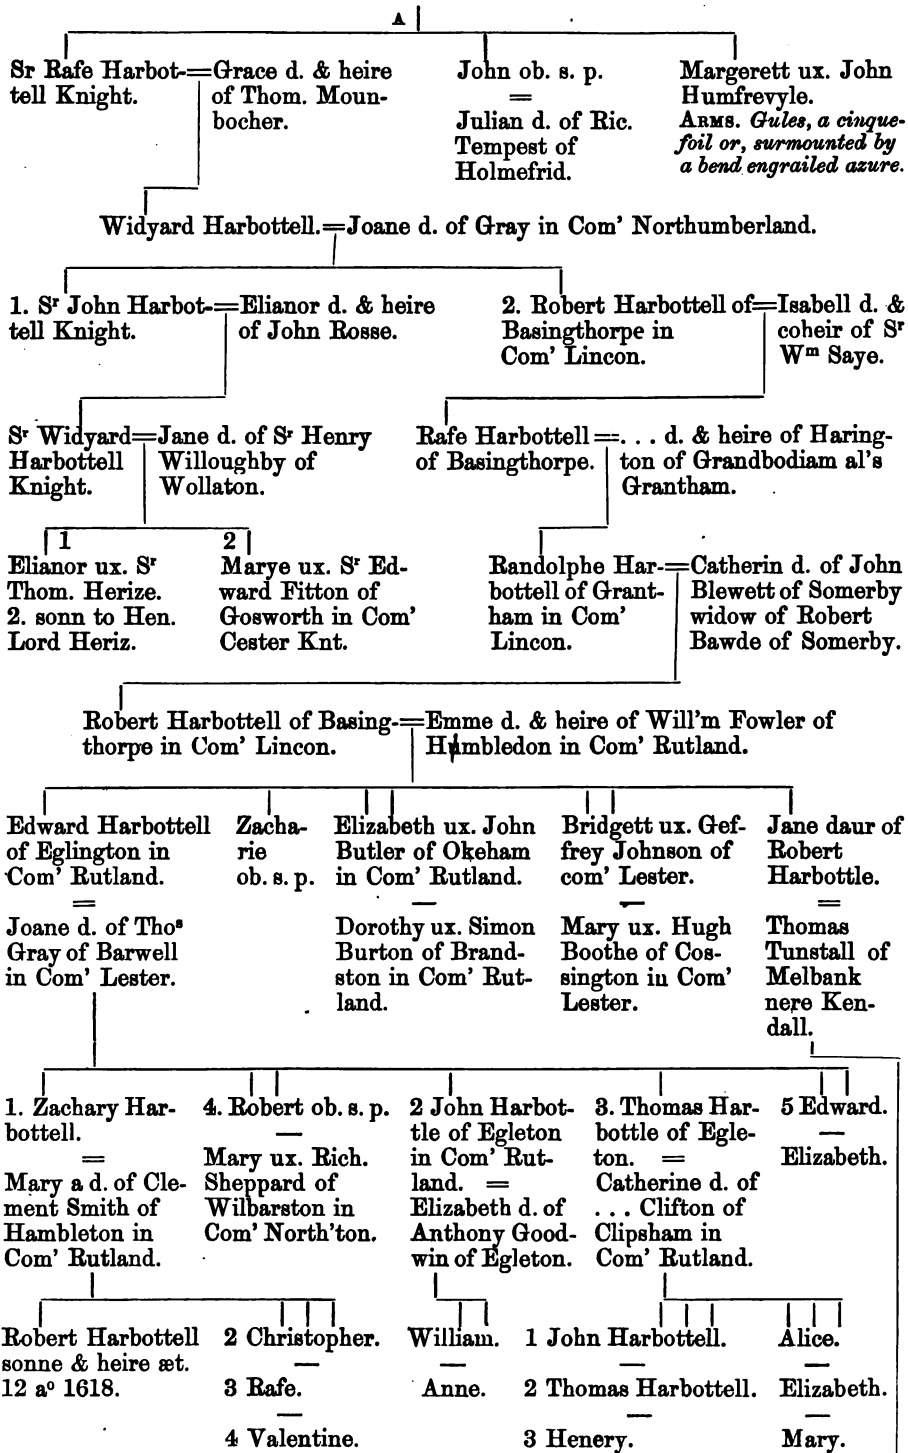 A
Sr Rafe Harbot-=Grace d. & heire
tell Knight.
of Thom. Moun-
bocher.
John ob. s. p.
=
Julian d. of Ric.
Tempest of
Holmefrid.
Margerett ux. John
Humfrevyle.
ARMS. Gules, a cinque-
foil or, surmounted by
a bend engrailed azure.
Widyard Harbottell.=Joane d. of Gray in Com' Northumberland.
1. Sr John Harbot-=Elianor d. & heire
tell Knight.
of John Rosse.
2. Robert Harbottell of=Isabell d. &
Basingthorpe in
Com' Lincon.
coheir of Sr
Wm Saye.
Sr Widyard=Jane d. of Sr Henry
Harbottell
Knight.
Willoughby of
Wollaton.
Rafe Harbottell=. . . d. & heire of Haring-
of Basingthorpe.
ton of Grandbodiam al's
Grantham.
1
Elianor ux. Sr
Thom. Herize.
2. sonn to Hen.
Lord Heriz.
2
Marye ux. Sr Ed-
ward Fitton of
Gosworth in Com'
Cester Knt.
Randolphe Har-=Catherin d. of John
bottell of Grant-
ham in Com'
Lincon.
Blewett of Somerby
widow of Robert
Bawde of Somerby.
Robert Harbottell of Basing-=Emme d. & heire of Will'm Fowler of
thorpe in Com' Lincon.
Humbledon in Com' Rutland.
Edward Harbottell
of Eglington in
Com' Rutland.
=
Joane d. of Thos
Gray of Barwell
in Com' Lester.
Zacha-
rie
ob. s. p.
Elizabeth ux. John
Butler of Okeham
in Com' Rutland.
—
Dorothy ux. Simon
Burton of Brand-
ston in Com' Rut-
land.
Bridgett ux. Gef-
frey Johnson of
com' Lester.
—
Mary ux. Hugh
Boothe of Cos-
sington in Com'
Lester.
Jane daur of
Robert
Harbottle.
=
Thomas
Tunstall of
Melbank
nere Ken-
dall.
1. Zachary Har-
bottell.
=
Mary a d. of Cle-
ment Smith of
Hambleton in
Com' Rutland.
4. Robert ob. s. p.
—
Mary ux. Rich.
Sheppard of
Wilbarston in
Com' North'ton.
2 John Harbot-
tle of Egleton
in Com' Rut-
land. =
Elizabeth d. of
Anthony Good-
win of Egleton.
3. Thomas Har-
bottle of Egle-
ton. =
Catherine d. of
. . . Clifton of
Clipsham in
Com' Rutland.
5 Edward.
—
Elizabeth.
Robert Harbottell
sonne & heire æt.
12 aº 1618.
2 Christopher.
—
3 Rafe.
—
4 Valentine.
William.
—
Anne.
1 John Harbottell.
—
2 Thomas Harbottell.
—
3 Henery.
Alice.
—
Elizabeth.
—
Mary.